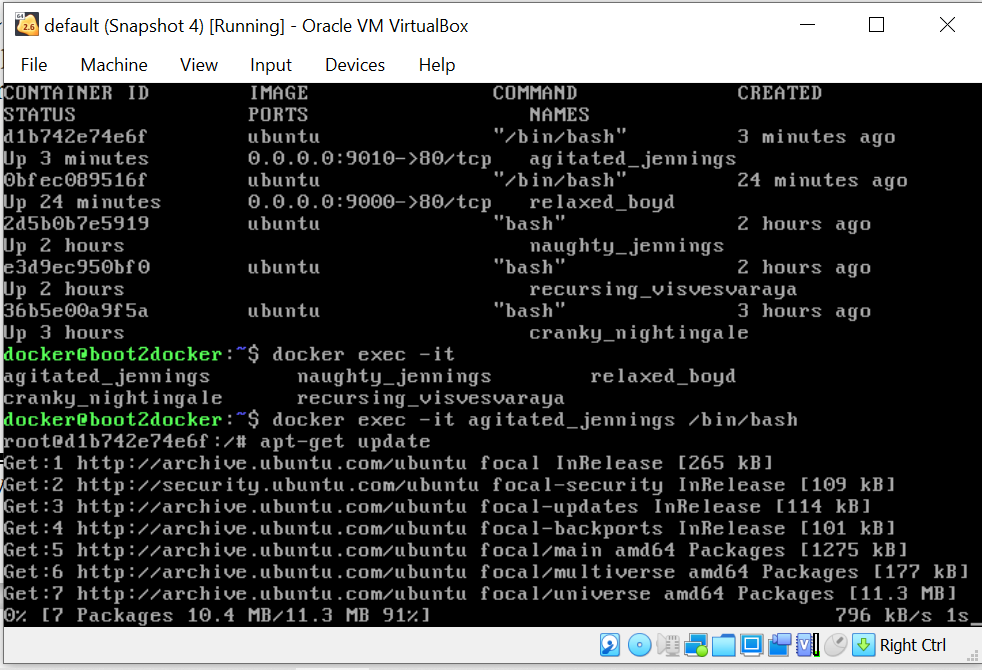 default (Snapshot 4) [Running] - Oracle VM VirtualBox
File Machine View Input Devices Help
CONTAINER ID IMAGE COMMAND CREATED
STATUS PORTS NAMES
d1b742e74e6f ubuntu "/bin/bash" 3 minutes ago
Up 3 minutes 0.0.0.0:9010->80/tcp agitated_jennings
0bfec089516f ubuntu "/bin/bash" 24 minutes ago
Up 24 minutes 0.0.0.0:9000->80/tcp relaxed_boyd
2d5b0b7e5919 ubuntu "bash" 2 hours ago
Up 2 hours naughty_jennings
e3d9ec950bf0 ubuntu "bash" 2 hours ago
Up 2 hours recursing_visvesvaraya
36b5e00a9f5a ubuntu "bash" 3 hours ago
Up 3 hours cranky_nightingale
docker@boot2docker:~$ docker exec -it
agitated_jennings naughty_jennings relaxed_boyd
cranky_nightingale recursing_visvesvaraya
docker@boot2docker:~$ docker exec -it agitated_jennings /bin/bash
root@d1b742e74e6f:/# apt-get update
Get:1 http://archive.ubuntu.com/ubuntu focal InRelease [265 kB]
Get:2 http://security.ubuntu.com/ubuntu focal-security InRelease [109 kB]
Get:3 http://archive.ubuntu.com/ubuntu focal-updates InRelease [114 kB]
Get:4 http://archive.ubuntu.com/ubuntu focal-backports InRelease [101 kB]
Get:5 http://archive.ubuntu.com/ubuntu focal/main amd64 Packages [1275 kB]
Get:6 http://archive.ubuntu.com/ubuntu focal/multiverse amd64 Packages [177 kB]
Get:7 http://archive.ubuntu.com/ubuntu focal/universe amd64 Packages [11.3 MB]
0% [7 Packages 10.4 MB/11.3 MB 91%] 796 kB/s 1s_
Right Ctrl